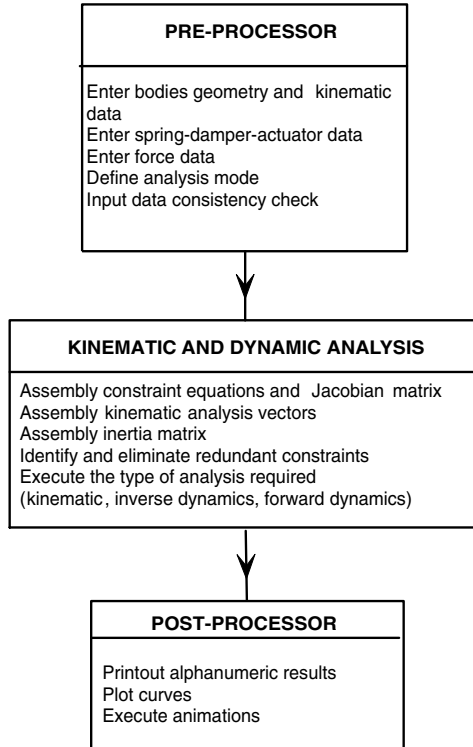 PRE-PROCESSOR
Enter bodies geometry and kinematic
data
Enter spring-damper-actuator data
Enter force data
Define analysis mode
Input data consistency check
KINEMATIC AND DYNAMIC ANALYSIS
Assembly constraint equations and Jacobian matrix
Assembly kinematic analysis vectors
Assembly inertia matrix
Identify and eliminate redundant constraints
Execute the type of analysis required
(kinematic, inverse dynamics, forward dynamics)
POST-PROCESSOR
Printout alphanumeric results
Plot curves
Execute animations